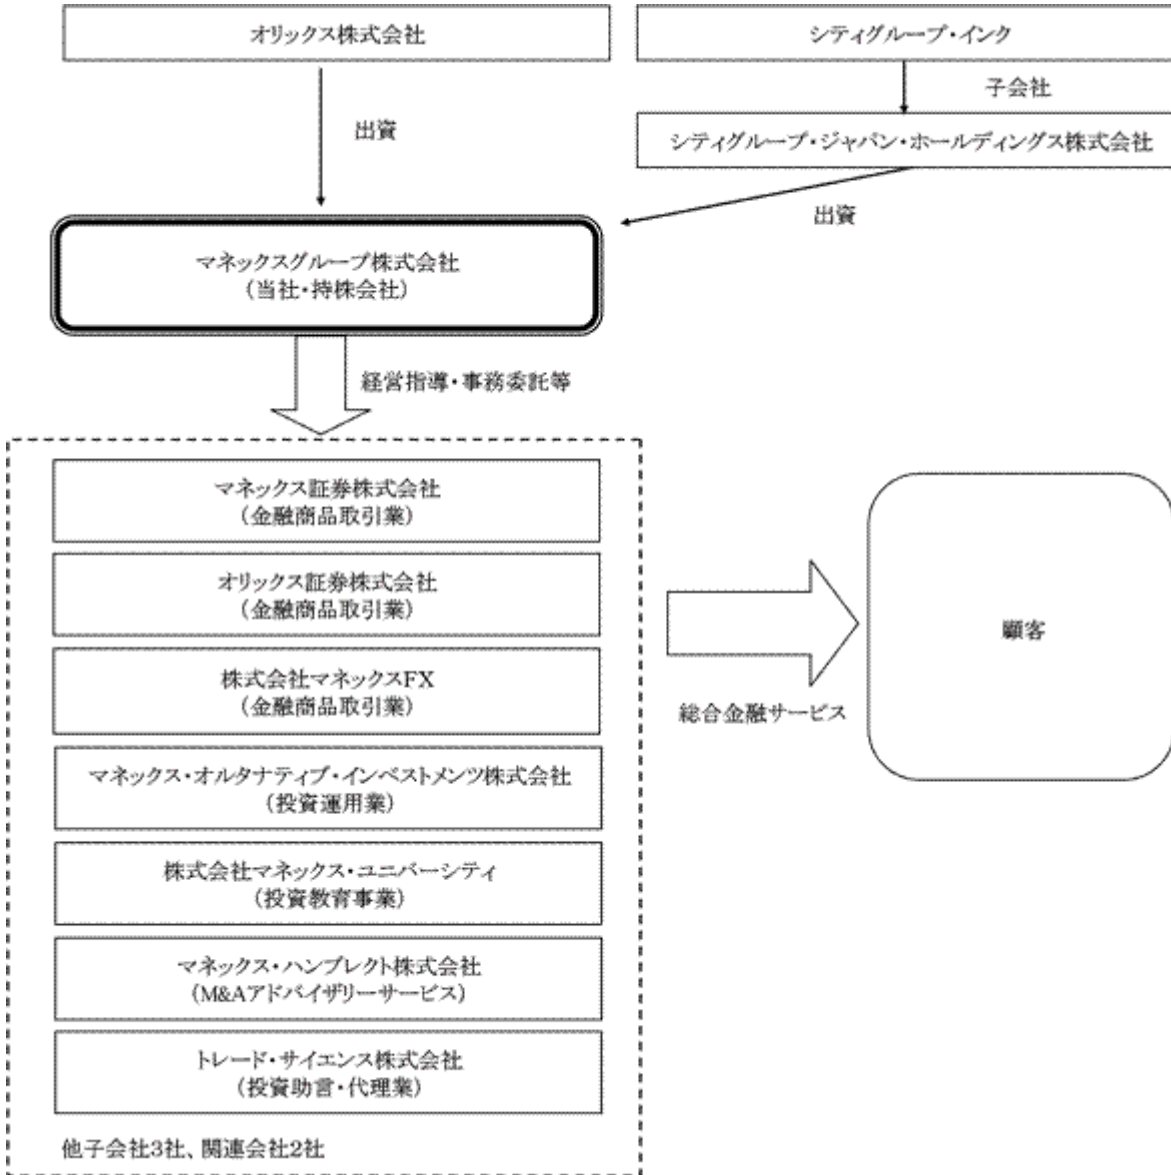 オリックス株式会社
シティグループ・インク
子会社
シティグループ・ジャパン・ホールディングス株式会社
出資
出資
マネックスグループ株式会社
（当社・持株会社）
経営指導・事務委託等
マネックス証券株式会社
（金融商品取引業）
オリックス証券株式会社
（金融商品取引業）
株式会社マネックスFX
（金融商品取引業）
マネックス・オルタナティブ・インベストメンツ株式会社
（投資運用業）
株式会社マネックス・ユニバーシティ
（投資教育事業）
マネックス・ハンブレクト株式会社
（M&Aアドバイザリーサービス）
トレード・サイエンス株式会社
（投資助言・代理業）
他子会社3社、関連会社2社
総合金融サービス
顧客